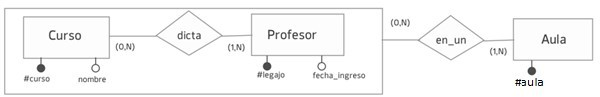 Curso
dicta
Profesor
(0,N)
(1,N)
#curso
nombre
#legajo
fecha_ingreso
(0,N)
en_un
(1,N)
Aula
#aula